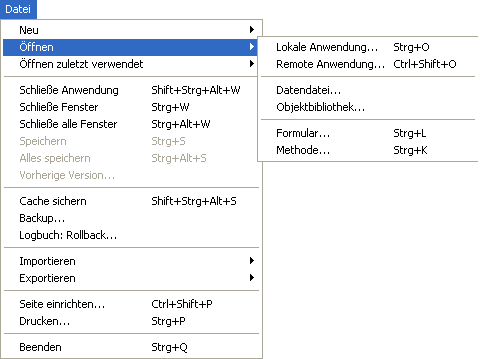 Datei
Neu
Öffnen
Öffnen zuletzt verwendet
Schließe Anwendung Shift+Strg+Alt+W
Schließe Fenster Strg+W
Schließe alle Fenster Strg+Alt+W
Speichern Strg+S
Alles speichern Strg+Alt+S
Vorherige Version...
Cache sichern Shift+Strg+Alt+S
Backup...
Logbuch: Rollback...
Importieren
Exportieren
Seite einrichten... Ctrl+Shift+P
Drucken... Strg+P
Beenden Strg+Q
Lokale Anwendung... Strg+O
Remote Anwendung... Ctrl+Shift+O
Datendatei...
Objektbibliothek...
Formular... Strg+L
Methode... Strg+K